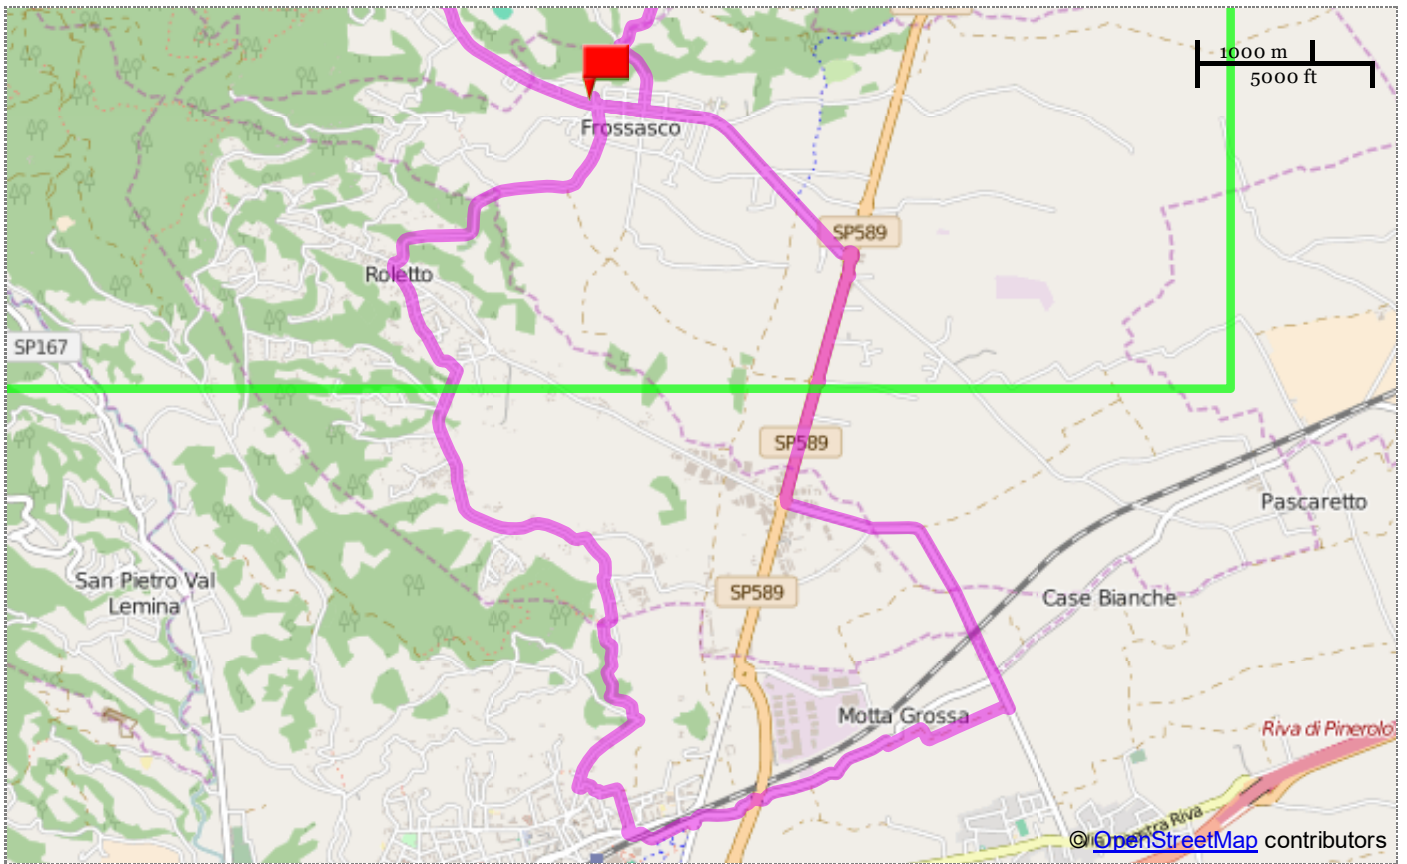 1000 m
5000 ft
Frossasco
SP589
Roletto
SP167
SP589
Pascaretto
San Pietro Val
Lemina
SP589
Case Bianche
Motta Grossa
Riva di Pinerolo
Riva
© OpenStreetMap contributors